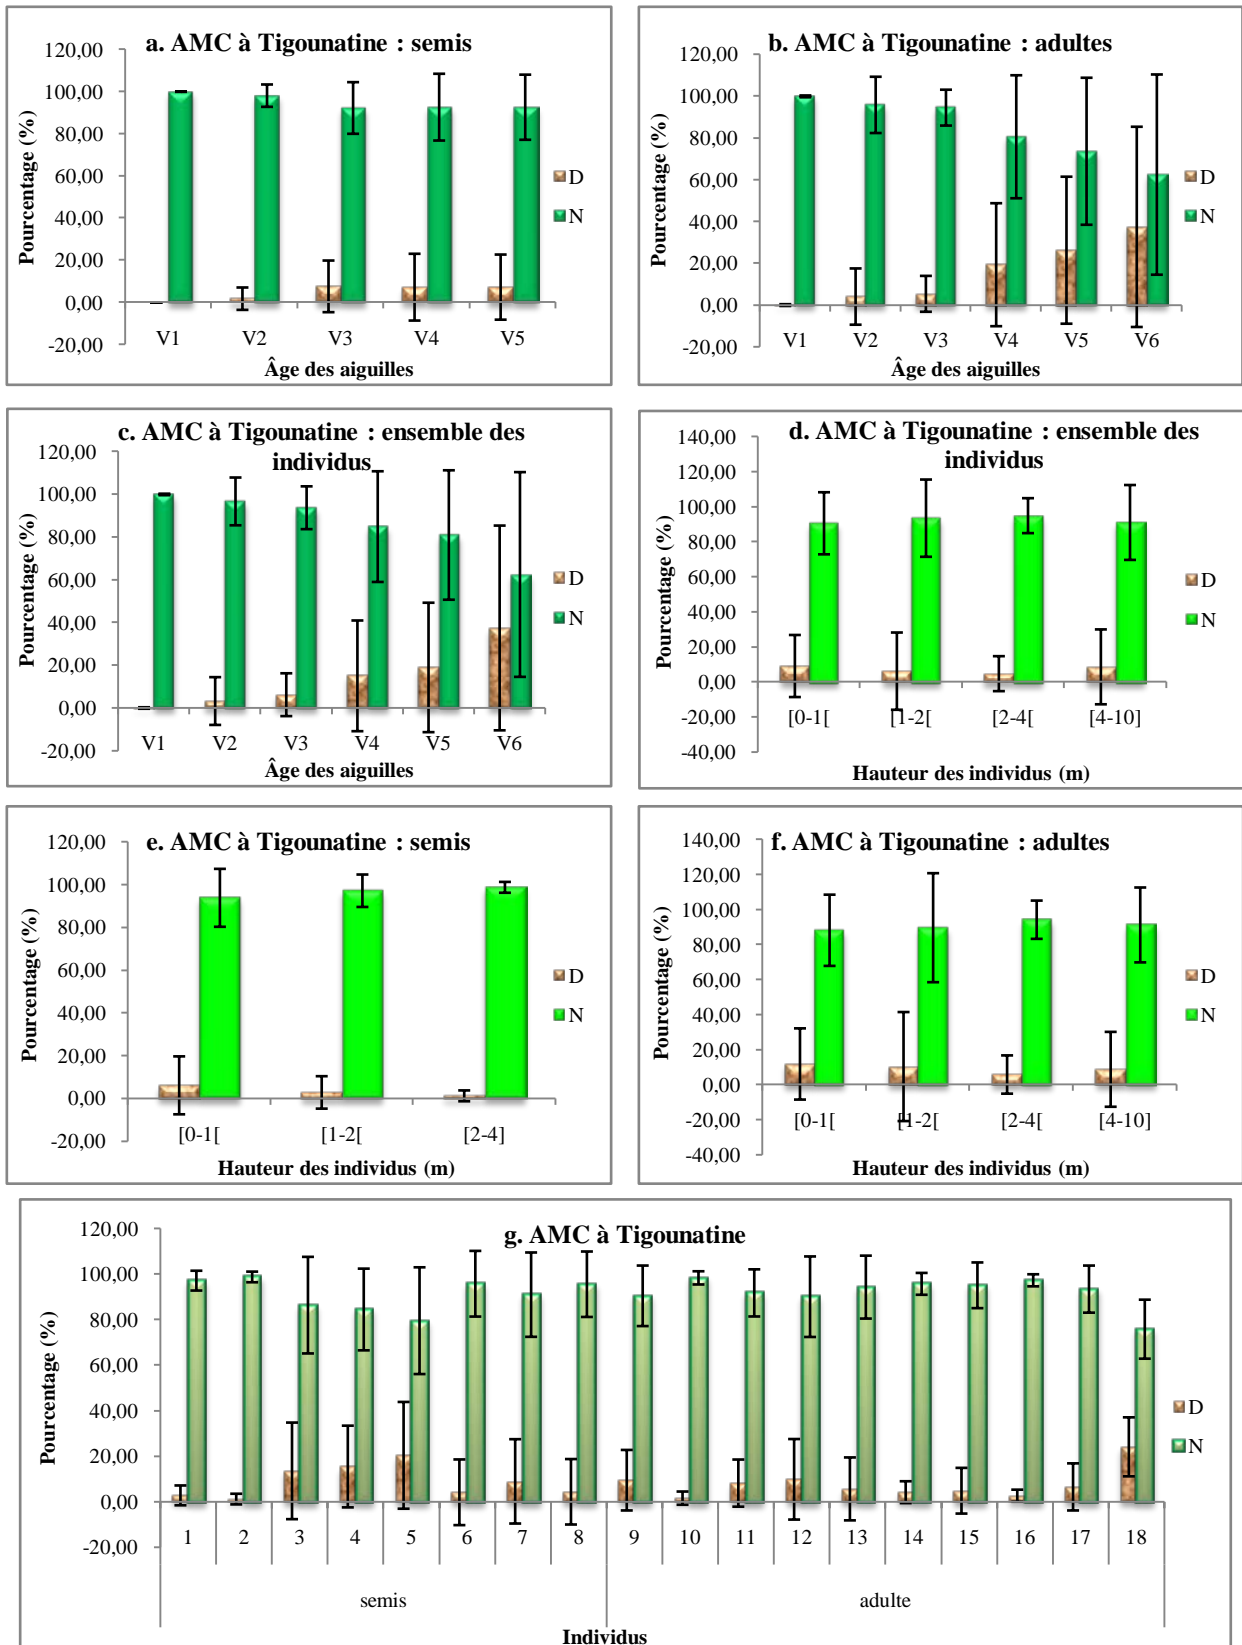 a. AMC à Tigounatine : semis
120,00
100,00
80,00
60,00
40,00
20,00
0,00
-20,00
Pourcentage (%)
V1 V2 V3 V4 V5
Âge des aiguilles
D
N
b. AMC à Tigounatine : adultes
120,00
100,00
80,00
60,00
40,00
20,00
0,00
-20,00
Pourcentage (%)
V1 V2 V3 V4 V5 V6
Âge des aiguilles
D
N
c. AMC à Tigounatine : ensemble des
individus
120,00
100,00
80,00
60,00
40,00
20,00
0,00
-20,00
Pourcentage (%)
V1 V2 V3 V4 V5 V6
Âge des aiguilles
D
N
d. AMC à Tigounatine : ensemble des
individus
140,00
120,00
100,00
80,00
60,00
40,00
20,00
0,00
-20,00
-40,00
Pourcentage (%)
[0-1[ [1-2[ [2-4[ [4-10]
Hauteur des individus (m)
D
N
e. AMC à Tigounatine : semis
120,00
100,00
80,00
60,00
40,00
20,00
0,00
-20,00
Pourcentage (%)
[0-1[ [1-2[ [2-4]
Hauteur des individus (m)
D
N
f. AMC à Tigounatine : adultes
140,00
120,00
100,00
80,00
60,00
40,00
20,00
0,00
-20,00
-40,00
Pourcentage (%)
[0-1[ [1-2[ [2-4[ [4-10]
Hauteur des individus (m)
D
N
g. AMC à Tigounatine
120,00
100,00
80,00
60,00
40,00
20,00
0,00
-20,00
Pourcentage (%)
1 2 3 4 5 6 7 8 9 10 11 12 13 14 15 16 17 18
semis adulte
Individus
D
N